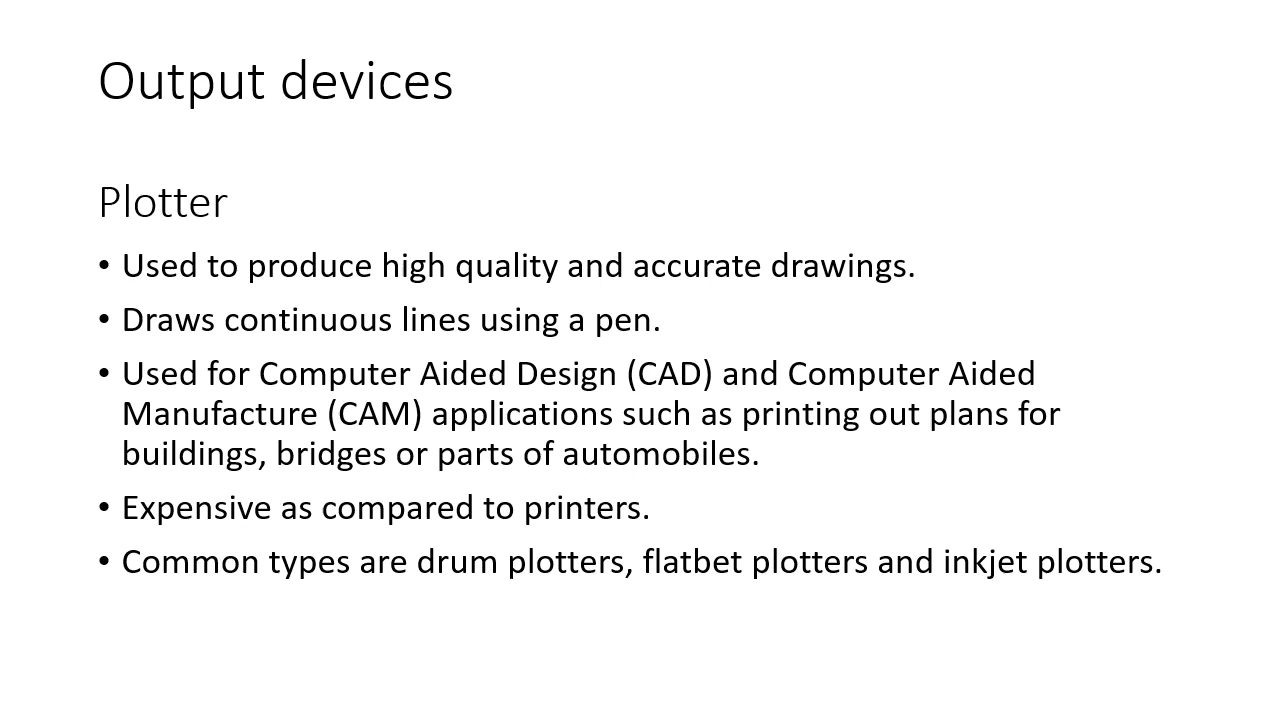 Output devices
Plotter
• Used to produce high quality and accurate drawings.
• Draws continuous lines using a pen.
• Used for Computer Aided Design (CAD) and Computer Aided
Manufacture (CAM) applications such as printing out plans for
buildings, bridges or parts of automobiles.
• Expensive as compared to printers.
• Common types are drum plotters, flatbet plotters and inkjet plotters.